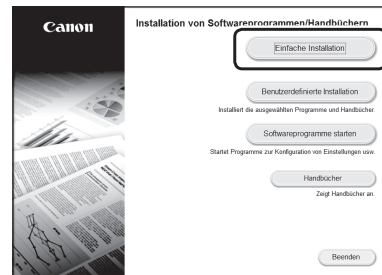 Canon
Installation von Softwareprogrammen/Handbüchern
Einfache Installation
Benutzerdefinierte Installation
Installiert die ausgewählten Programme und Handbücher.
Softwareprogramme starten
Startet Programme zur Konfiguration von Einstellungen usw.
Handbücher
Zeigt Handbücher an.
Beenden